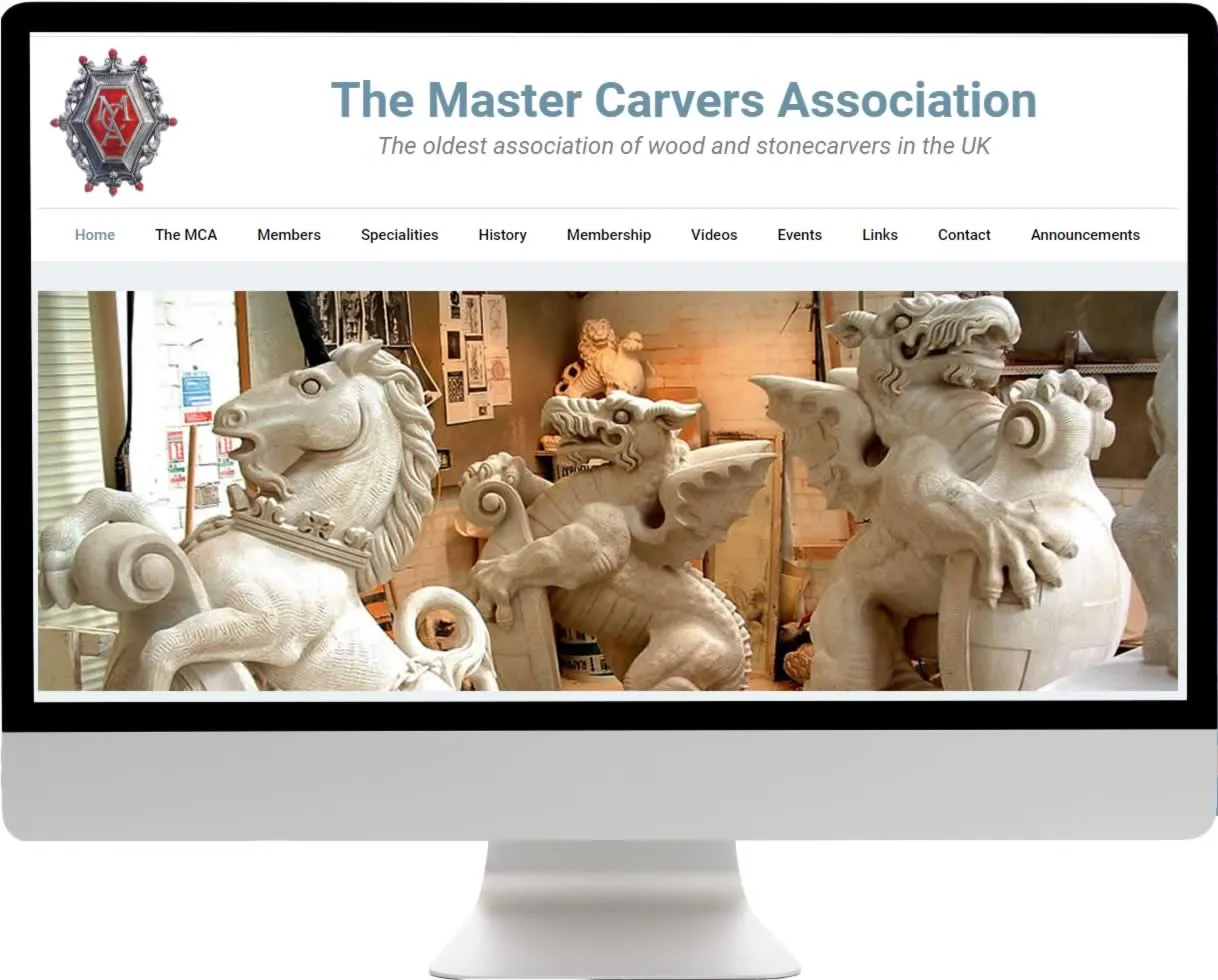 MCA
The Master Carvers Association
The oldest association of wood and stonecarvers in the UK
Home The MCA Members Specialities History Membership Videos Events Links Contact Announcements